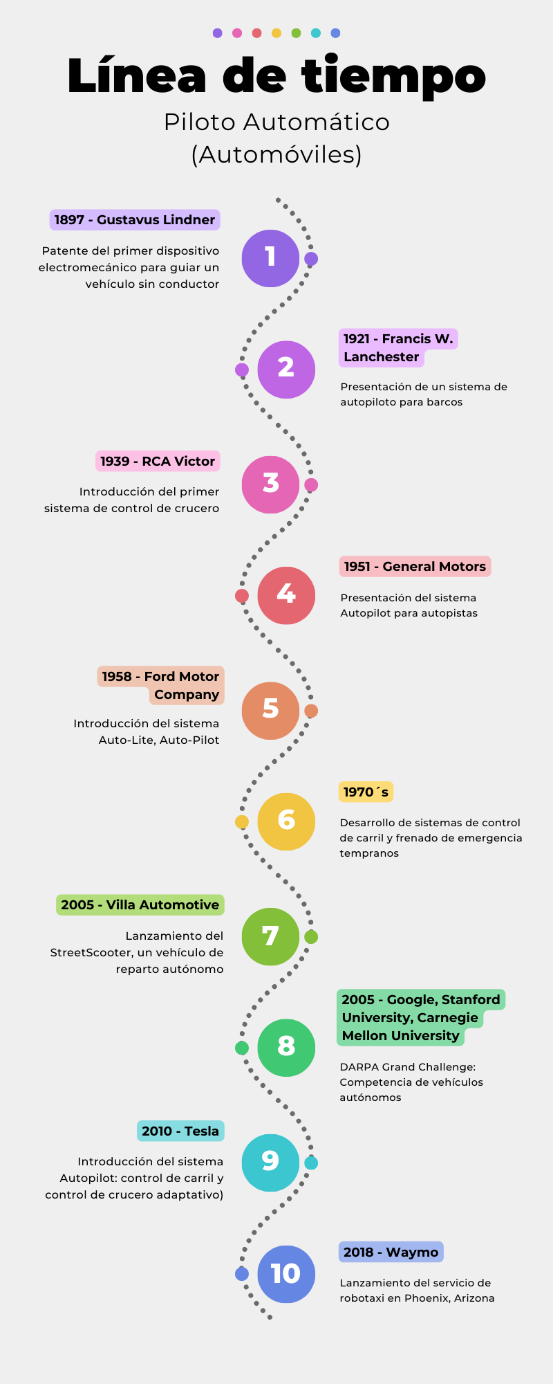 Línea de tiempo
Piloto Automático
(Automóviles)
1897 - Gustavus Lindner
Patente del primer dispositivo
electromecánico para guiar un
vehículo sin conductor
1
1921 - Francis W.
Lanchester
Presentación de un sistema de
autopiloto para barcos
2
1939 - RCA Victor
Introducción del primer
sistema de control de crucero
3
1951 - General Motors
Presentación del sistema
Autopilot para autopistas
4
1958 - Ford Motor
Company
Introducción del sistema
Auto-Lite, Auto-Pilot
5
1970´s
Desarrollo de sistemas de control
de carril y frenado de emergencia
tempranos
6
2005 - Villa Automotive
Lanzamiento del
StreetScooter, un vehículo de
reparto autónomo
7
2005 - Google, Stanford
University, Carnegie
Mellon University
DARPA Grand Challenge:
Competencia de vehículos
autónomos
8
2010 - Tesla
Introducción del sistema
Autopilot: control de carril y
control de crucero adaptativo)
9
2018 - Waymo
Lanzamiento del servicio de
robotaxi en Phoenix, Arizona
10